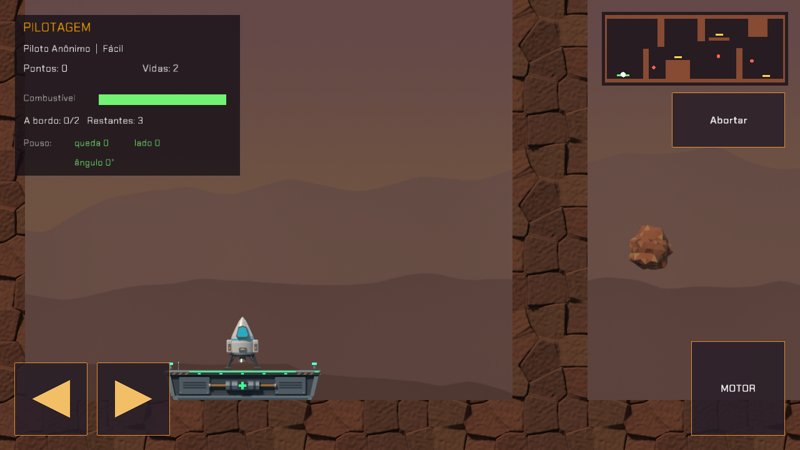 PILOTAGEM
Piloto Anônimo | Fácil
Pontos: 0 Vidas: 2
Combustível
A bordo: 0/2 Restantes: 3
Pouso: queda 0 lado 0
ângulo 0°
Abortar
MOTOR